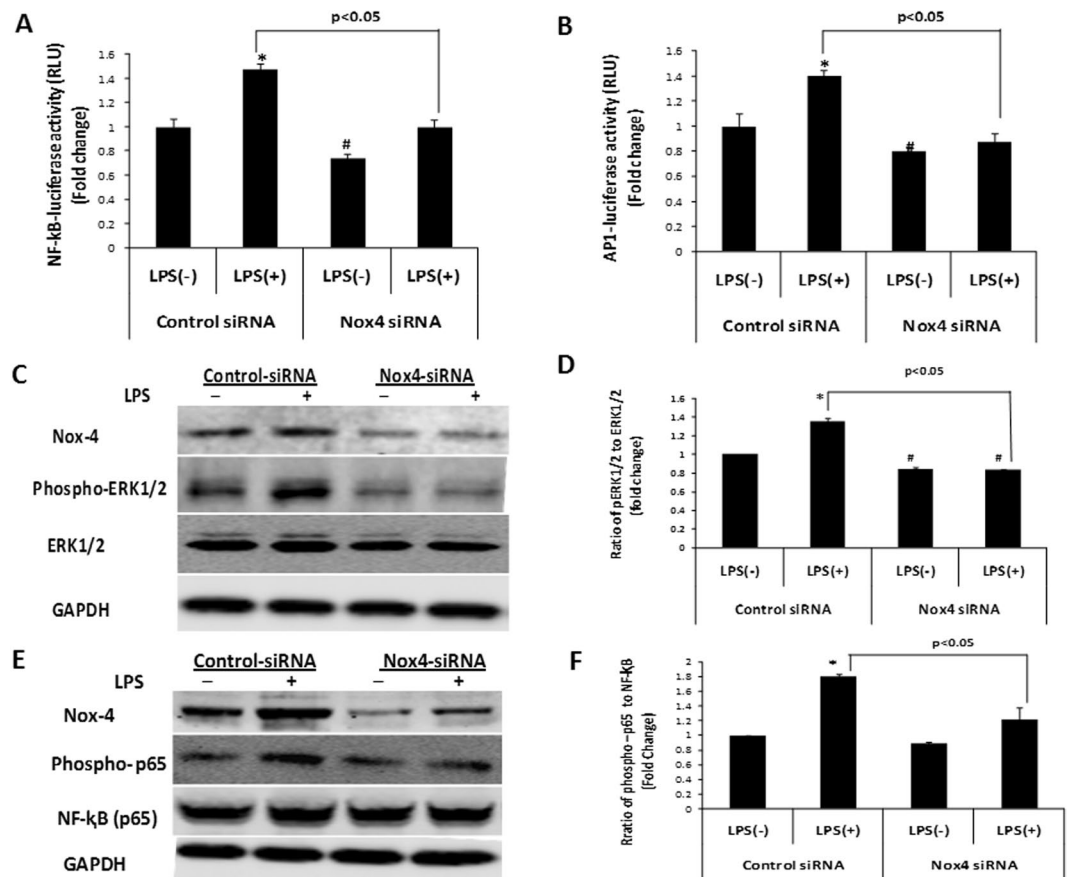 A
p<0.05
NF-kB-luciferase activity (RLU)
(Fold change)
1.6
1.4
1.2
1
0.8
0.6
0.4
0.2
0
*
#
LPS(-) LPS(+) LPS(-) LPS(+)
Control siRNA Nox4 siRNA
B
p<0.05
AP1-luciferase activity (RLU)
(Fold change)
1.6
1.4
1.2
1
0.8
0.6
0.4
0.2
0
*
#
LPS(-) LPS(+) LPS(-) LPS(+)
Control siRNA Nox4 siRNA
C
Control-siRNA Nox4-siRNA
LPS – + – +
Nox-4
Phospho-ERK1/2
ERK1/2
GAPDH
D
p<0.05
Ratio of pERK1/2 to ERK1/2
(fold change)
1.6
1.4
1.2
1
0.8
0.6
0.4
0.2
0
*
# #
LPS(-) LPS(+) LPS(-) LPS(+)
Control siRNA Nox4 siRNA
E
Control-siRNA Nox4-siRNA
LPS – + – +
Nox-4
Phospho-p65
NF-ⱪB (p65)
GAPDH
F
p<0.05
Rratio of phospho-p65 to NF-ⱪB
(Fold Change)
2
1.8
1.6
1.4
1.2
1
0.8
0.6
0.4
0.2
0
*
LPS(-) LPS(+) LPS(-) LPS(+)
Control siRNA Nox4 siRNA